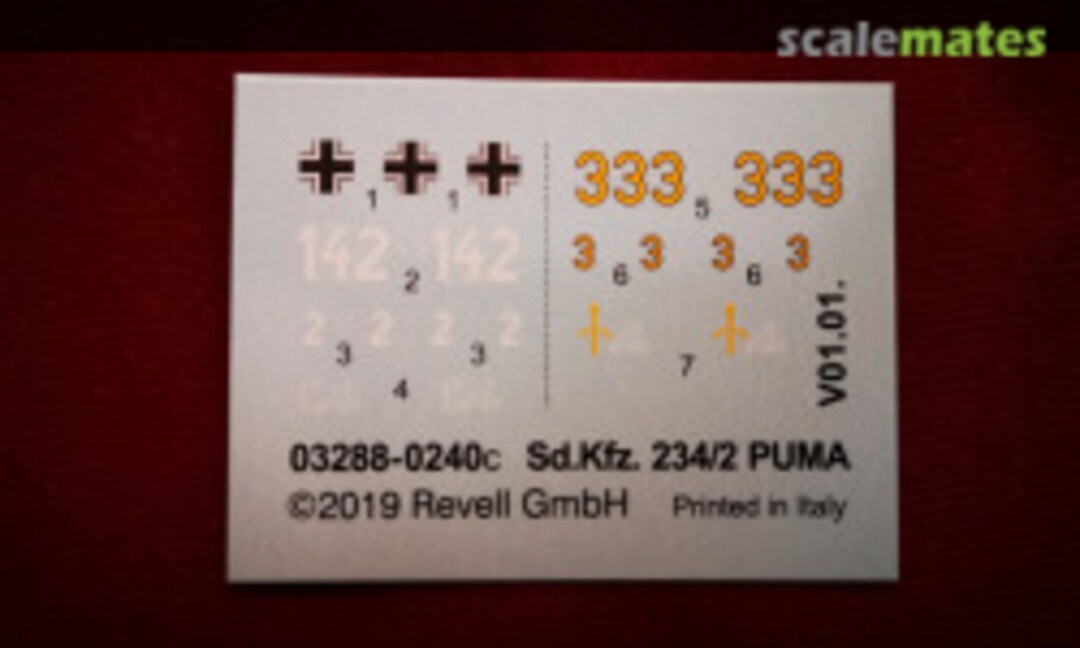 scalemates
333 333
1 1
5
142 142
2
3 3 3 3
6 6
2 2 2 2
3 3
7
4
V01.01.
03288-0240c Sd.Kfz. 234/2 PUMA
©2019 Revell GmbH Printed in Italy